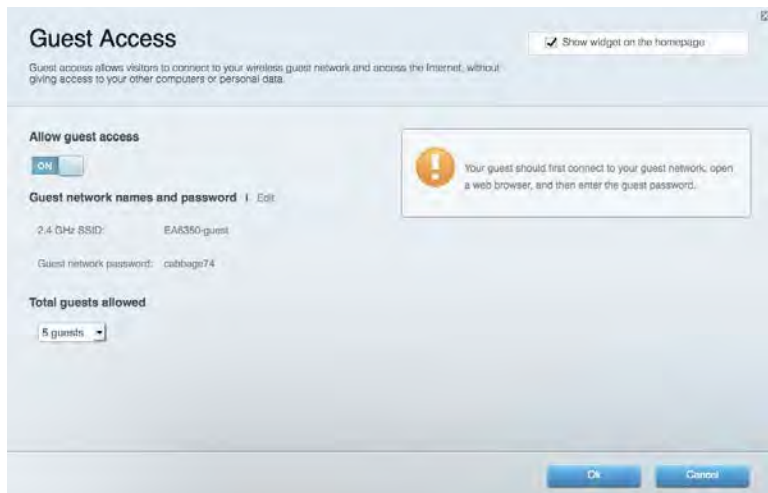 Guest Access
Show widget on the homepage
Guest access allows visitors to connect to your wireless guest network and access the Internet, without
giving access to your other computers or personal data.
Allow guest access
ON
Your guest should first connect to your guest network, open
a web browser, and then enter the guest password.
Guest network names and password | Edit
2.4 GHz SSID: EA6350-guest
Guest network password: cabbage74
Total guests allowed
5 guests
Ok
Cancel